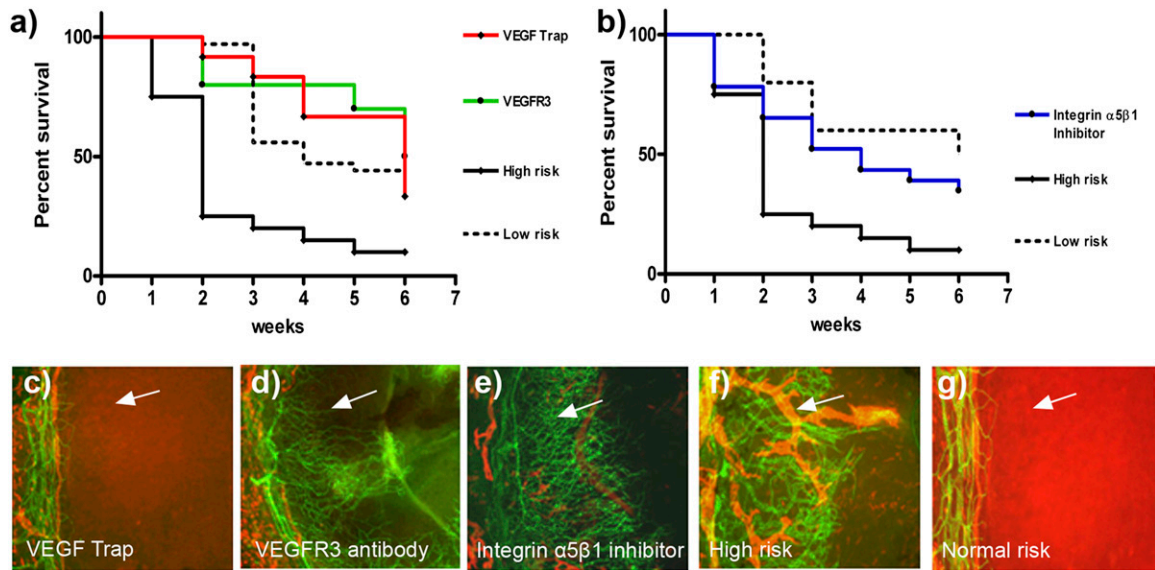 a)
Percent survival
100
50
0
0 1 2 3 4 5 6 7
weeks
VEGF Trap
VEGFR3
High risk
Low risk
b)
Percent survival
100
50
0
0 1 2 3 4 5 6 7
weeks
Integrin α5β1
Inhibitor
High risk
Low risk
c)
VEGF Trap
d)
VEGFR3 antibody
e)
Integrin α5β1 inhibitor
f)
High risk
g)
Normal risk